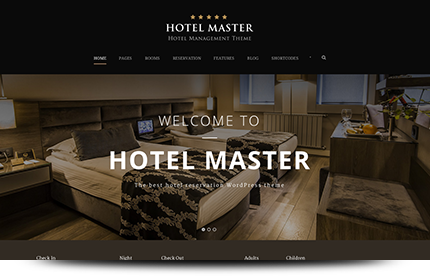 HOTEL MASTER
HOTEL MANAGEMENT THEME
HOME PAGES ROOMS RESERVATION FEATURES BLOG SHORTCODES
WELCOME TO
HOTEL MASTER
The best hotel reservation WordPress theme
Check In Night Check Out Adults Children